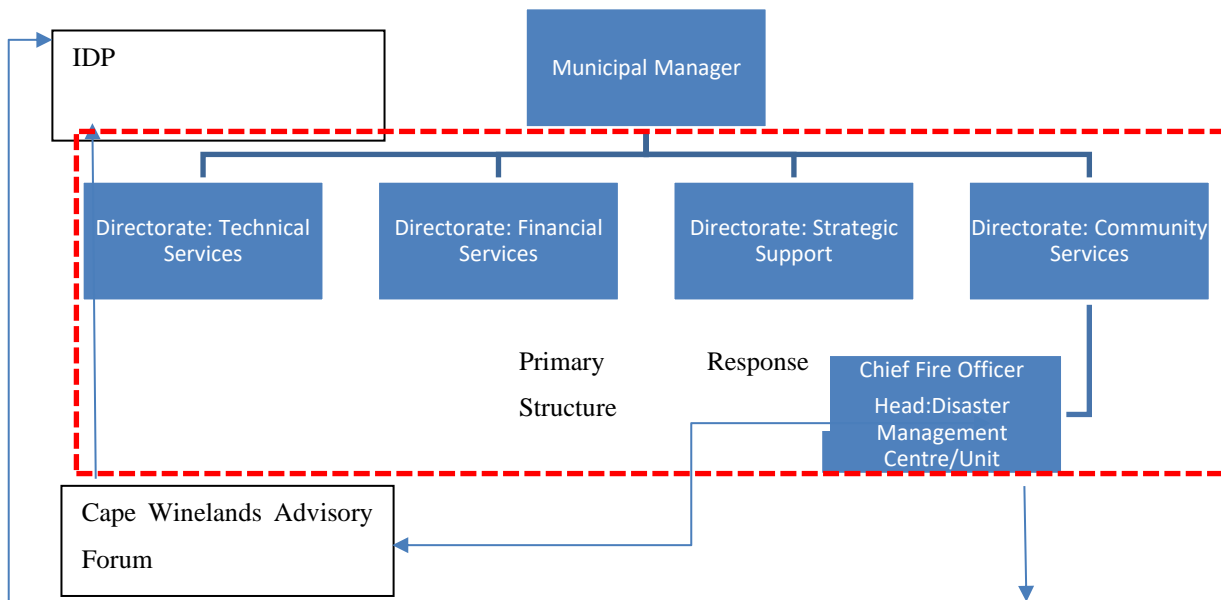 IDP
Municipal Manager
Directorate: Technical
Services
Directorate: Financial
Services
Directorate: Strategic
Support
Directorate: Community
Services
Primary Response
Structure
Chief Fire Officer
Head:Disaster
Management
Centre/Unit
Cape Winelands Advisory
Forum